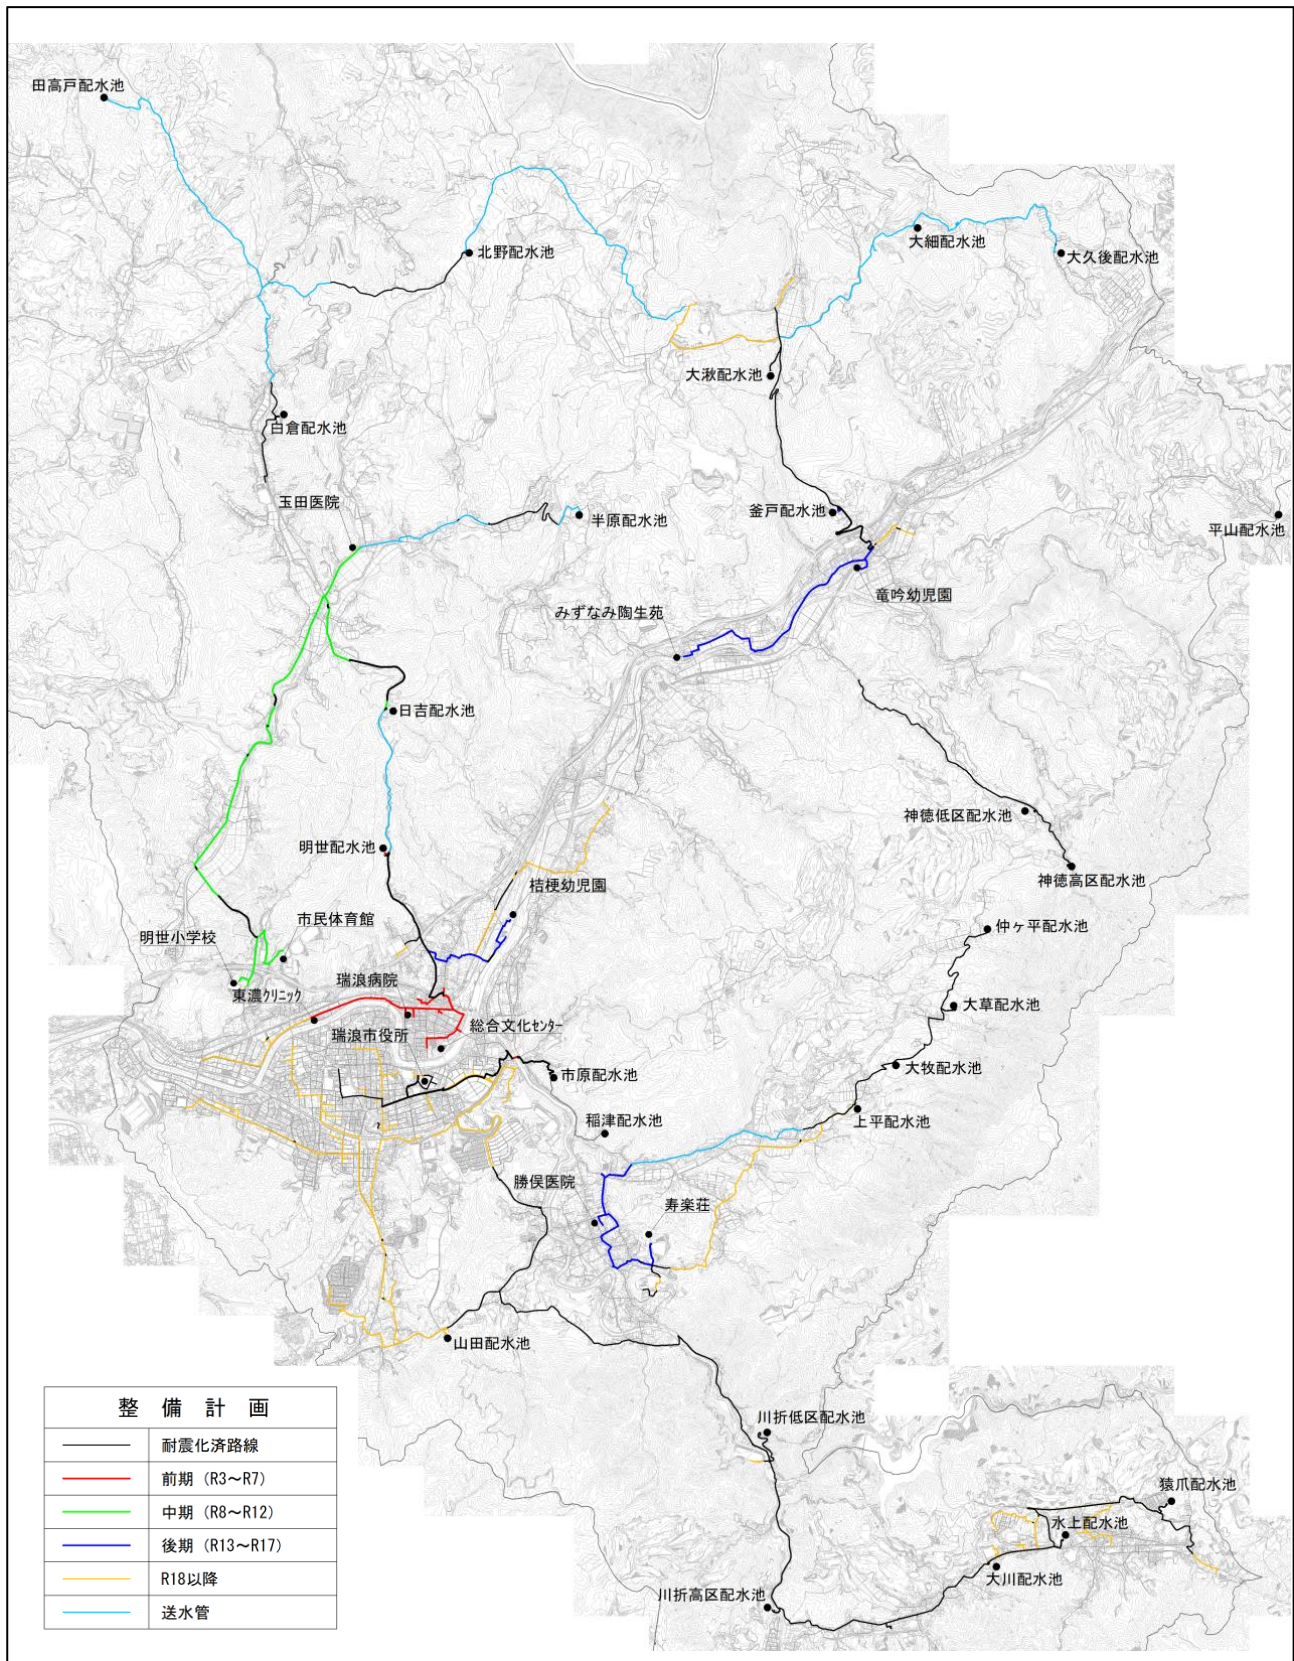 田高戸配水池
北野配水池
大細配水池
大久後配水池
大湫配水池
白倉配水池
玉田医院
半原配水池
釜戸配水池
平山配水池
竜吟幼児園
みずなみ陶生苑
日吉配水池
神徳低区配水池
明世配水池
神徳高区配水池
桔梗幼児園
市民体育館
仲ヶ平配水池
明世小学校
瑞浪病院
東濃クリニック
大草配水池
総合文化センター
瑞浪市役所
大牧配水池
市原配水池
稲津配水池
上平配水池
勝俣医院
寿楽荘
山田配水池
川折低区配水池
猿爪配水池
水上配水池
大川配水池
川折高区配水池
整備計画
耐震化済路線
前期（R3～R7）
中期（R8～R12）
後期（R13～R17）
R18以降
送水管